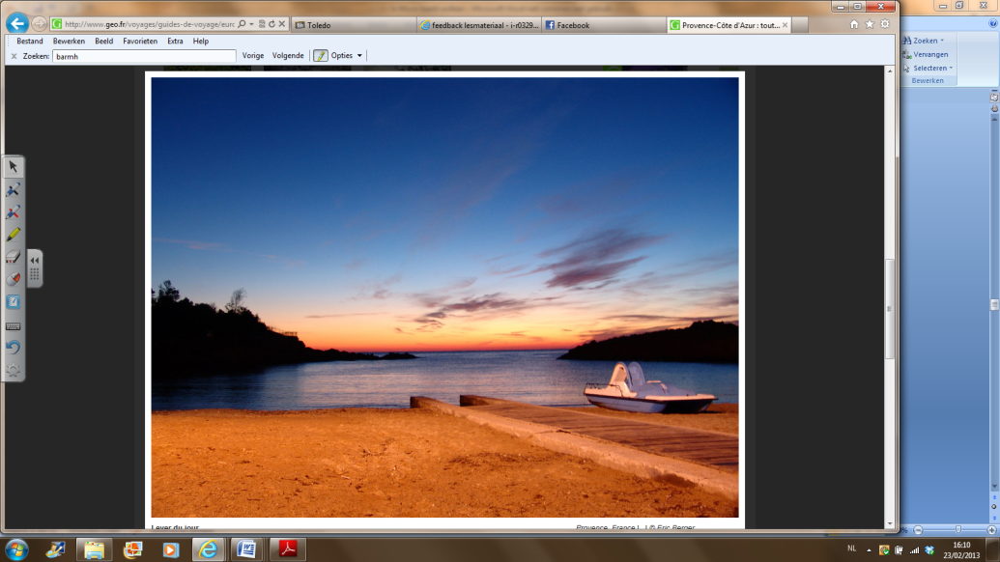 http://www.geo.fr/voyages/guides-de-voyage/eur
Toledo
feedback lesmateriaal - i-r0329...
Facebook
Provence-Côte d'Azur : tout...
Bestand Bewerken Beeld Favorieten Extra Help
Zoeken: barmh Vorige Volgende Opties
Zoeken
Vervangen
Selecteren
Bewerken
Lever du jour
Provence, France | © Eric Berger
NL
16:10
23/02/2013